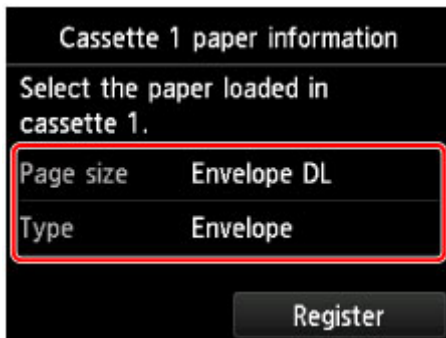 Cassette 1 paper information
Select the paper loaded in
cassette 1.
Page size Envelope DL
Type Envelope
Register